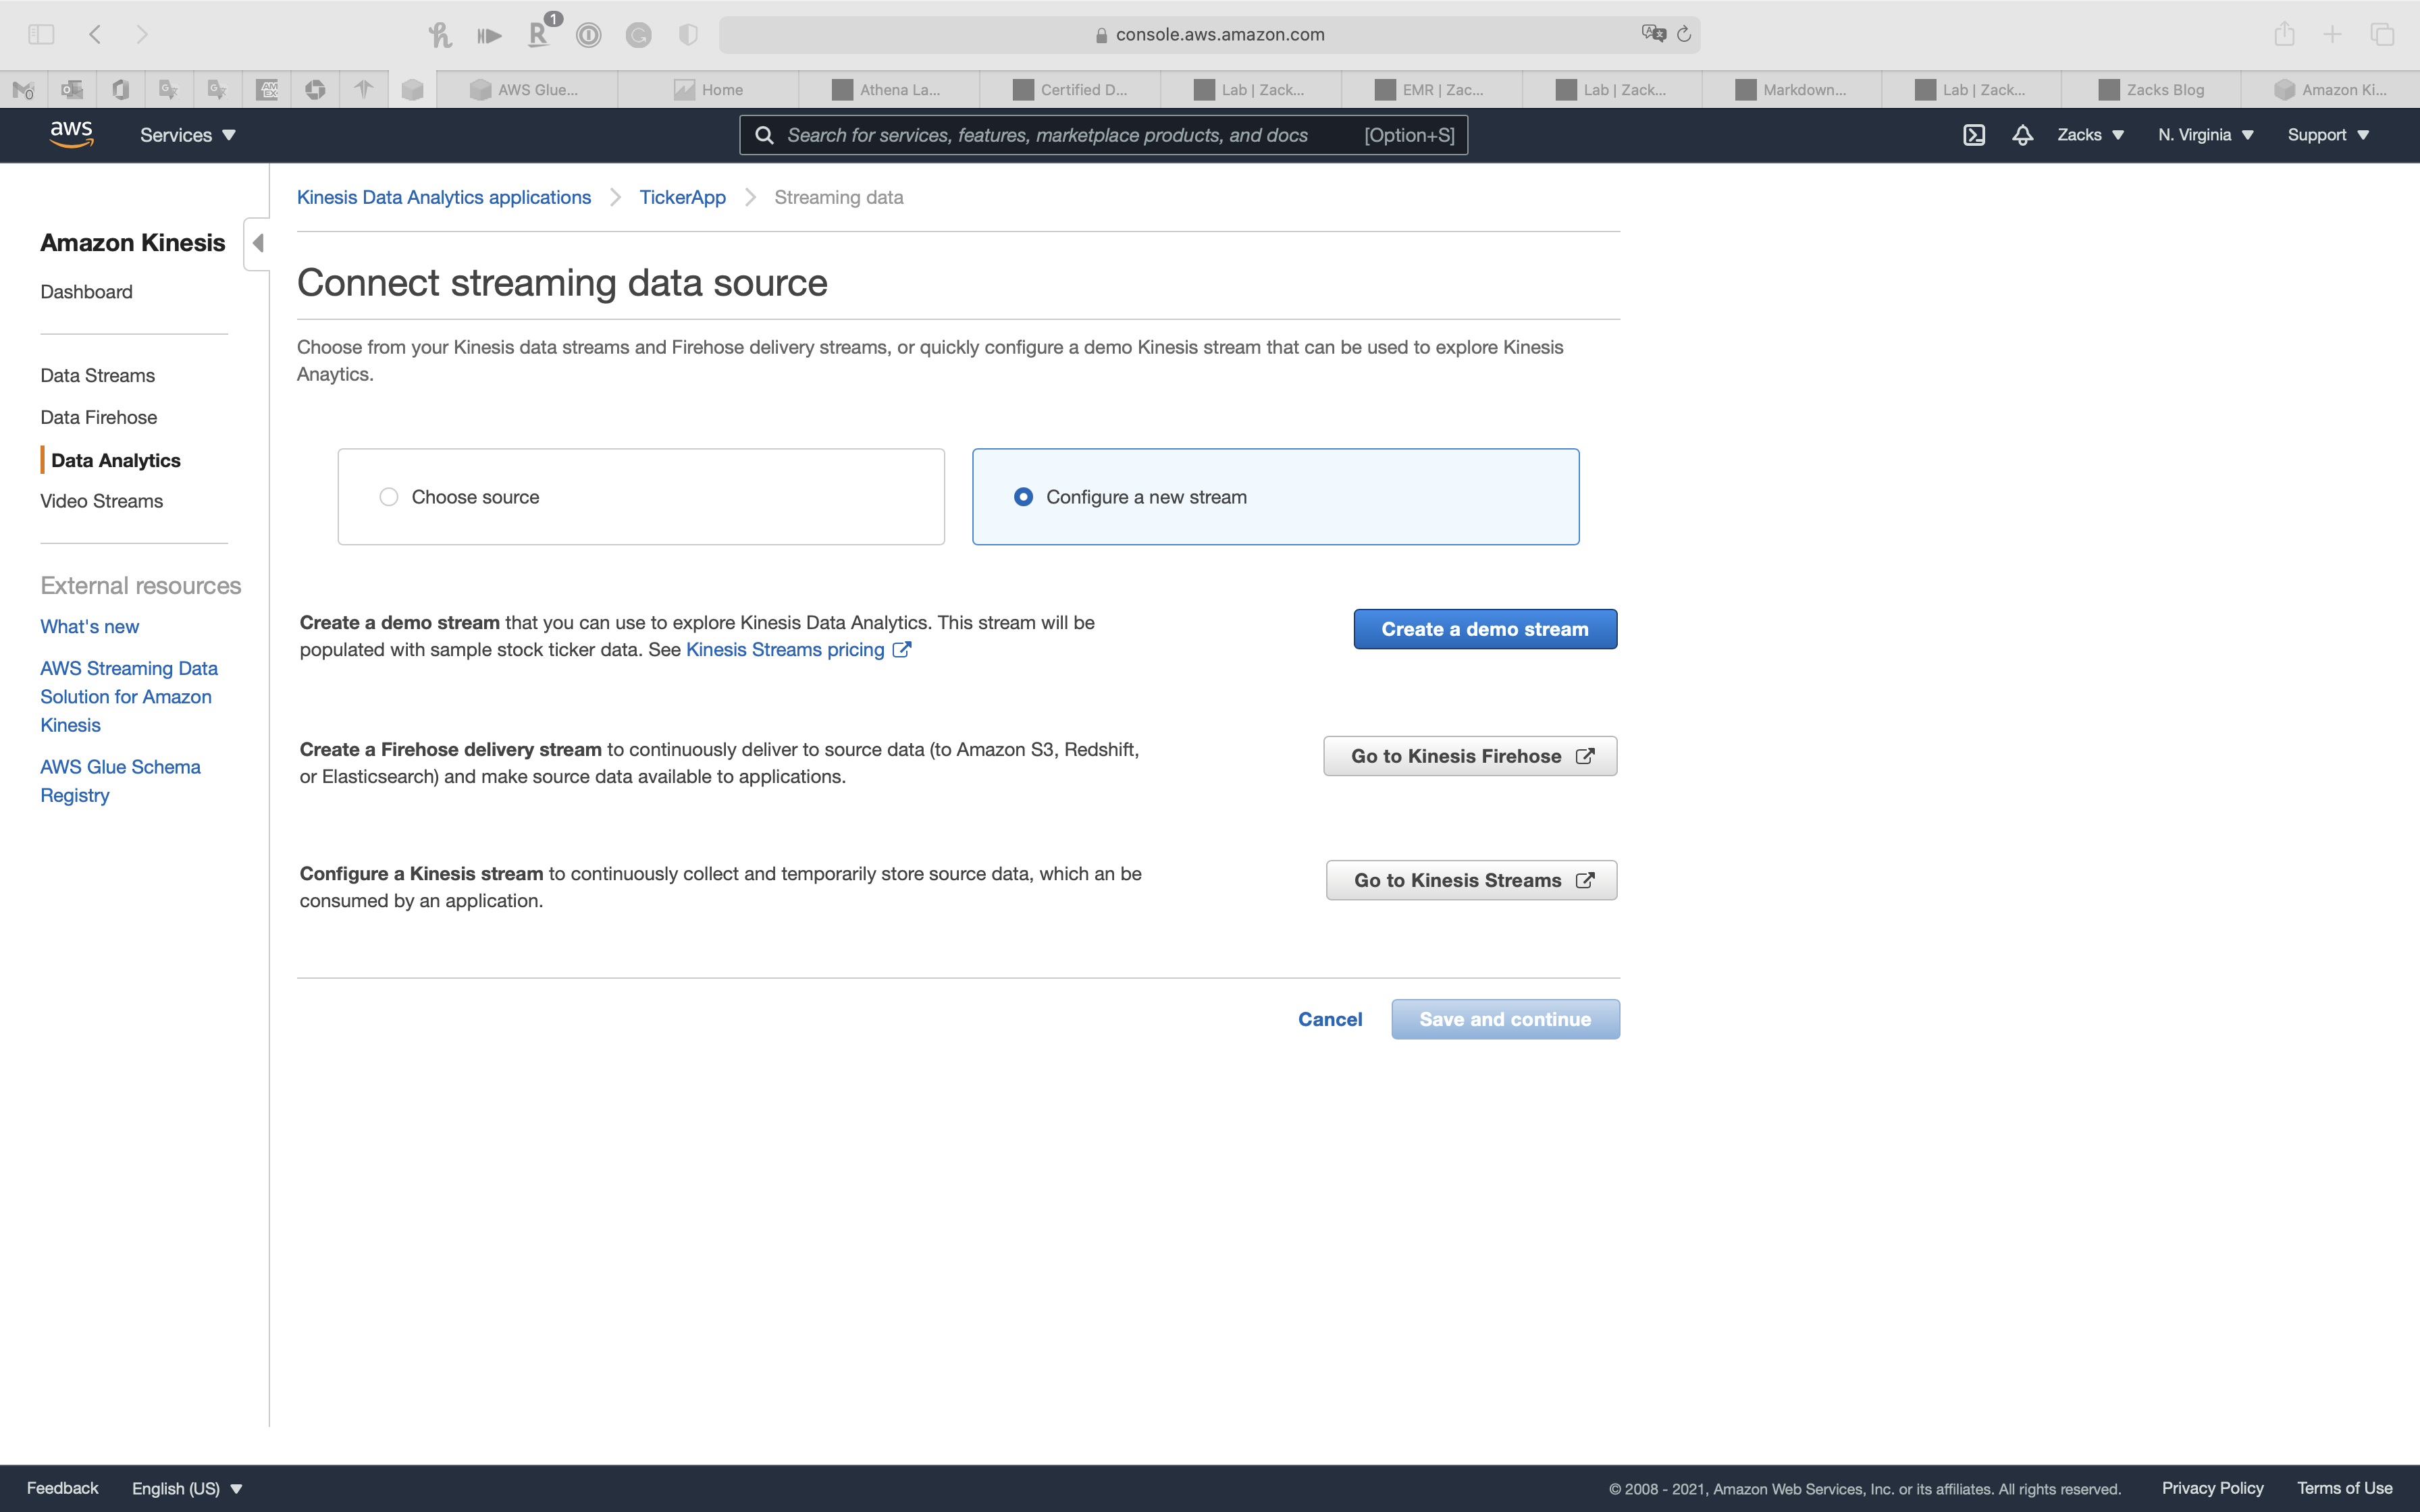 1
console.aws.amazon.com
0
AM
EX
AWS Glue...
Home
Athena La...
Certified D...
Lab | Zack...
EMR | Zac...
Lab | Zack...
Markdown...
Lab | Zack...
Zacks Blog
Amazon Ki...
aws
Services
Search for services, features, marketplace products, and docs
[Option+S]
Zacks
N. Virginia
Support
Amazon Kinesis
Dashboard
Data Streams
Data Firehose
Data Analytics
Video Streams
External resources
What's new
AWS Streaming Data
Solution for Amazon
Kinesis
AWS Glue Schema
Registry
Kinesis Data Analytics applications
TickerApp
Streaming data
Connect streaming data source
Choose from your Kinesis data streams and Firehose delivery streams, or quickly configure a demo Kinesis stream that can be used to explore Kinesis
Anaytics.
Choose source
Configure a new stream
Create a demo stream that you can use to explore Kinesis Data Analytics. This stream will be
populated with sample stock ticker data. See Kinesis Streams pricing
Create a demo stream
Create a Firehose delivery stream to continuously deliver to source data (to Amazon S3, Redshift,
or Elasticsearch) and make source data available to applications.
Go to Kinesis Firehose
Configure a Kinesis stream to continuously collect and temporarily store source data, which an be
consumed by an application.
Go to Kinesis Streams
Cancel
Save and continue
Feedback
English (US)
© 2008 - 2021, Amazon Web Services, Inc. or its affiliates. All rights reserved.
Privacy Policy
Terms of Use